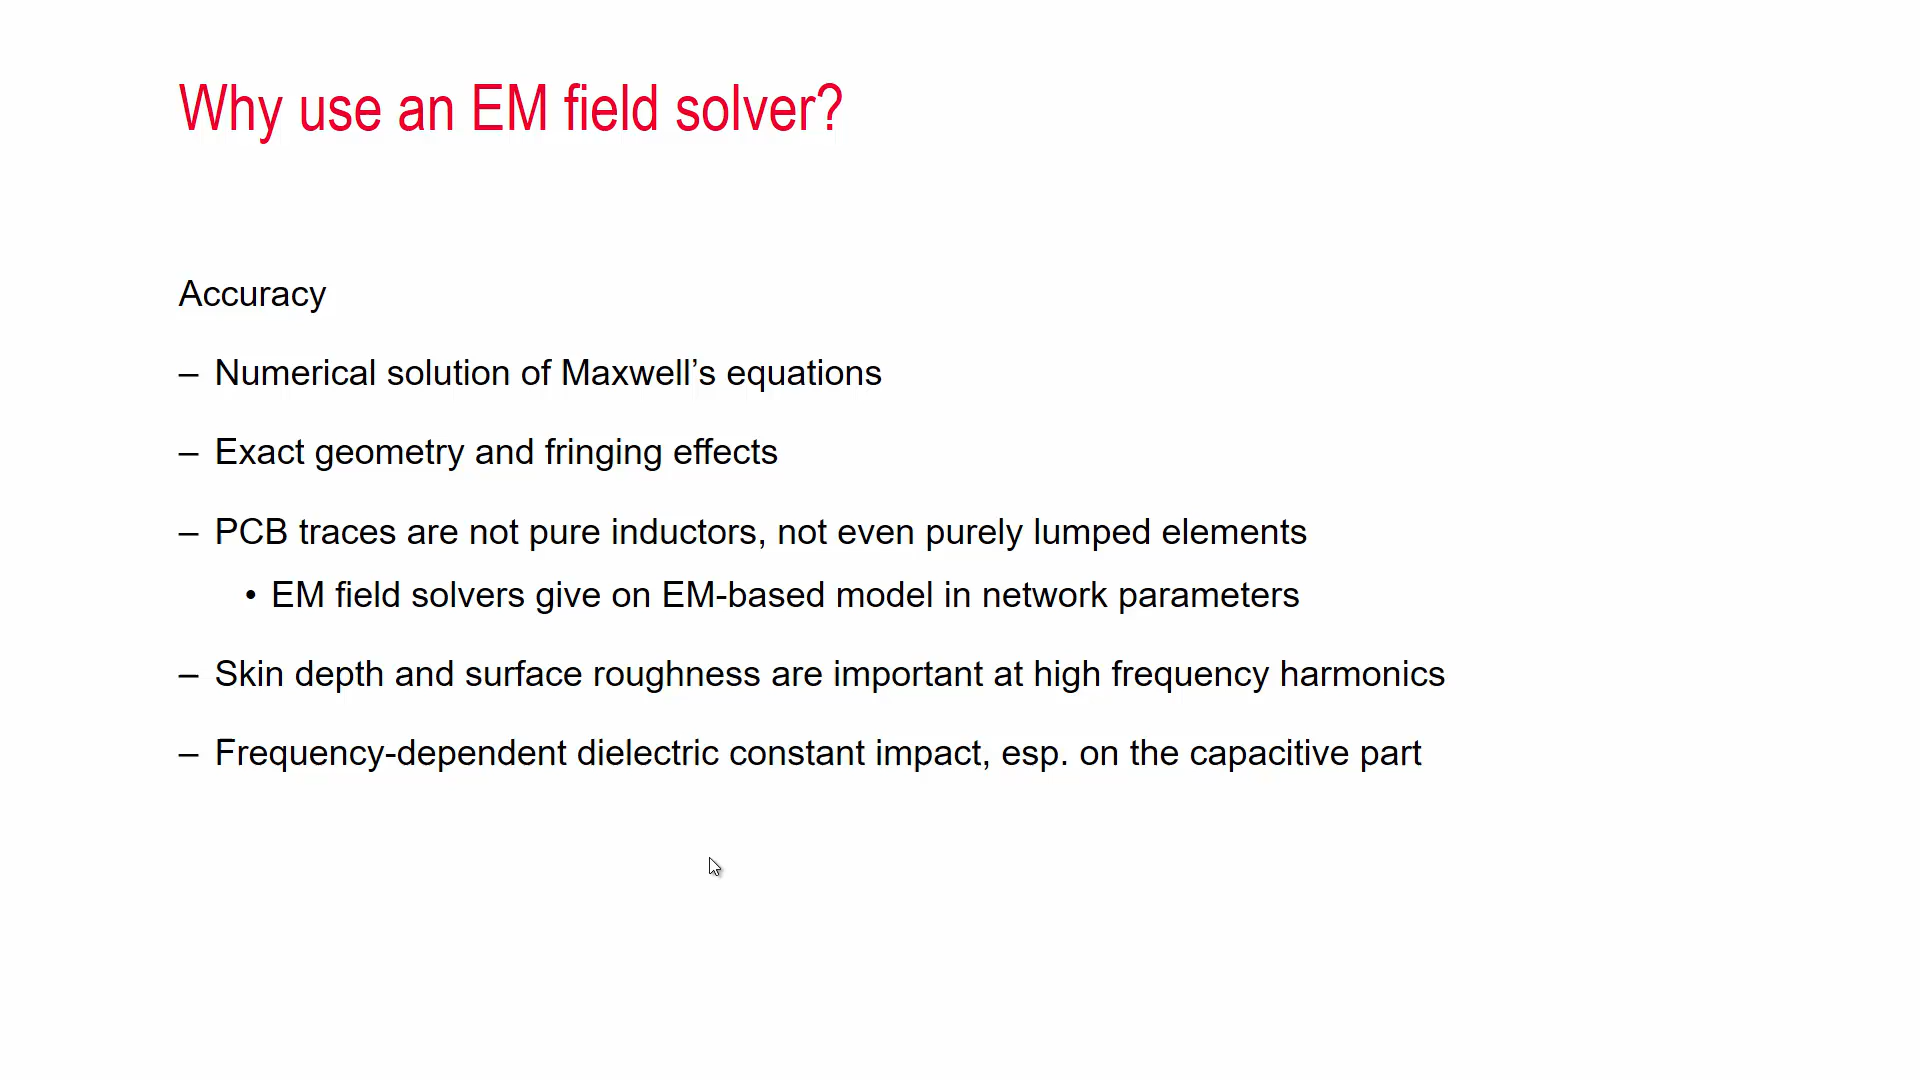 Why use an EM field solver?
Accuracy
– Numerical solution of Maxwell’s equations
– Exact geometry and fringing effects
– PCB traces are not pure inductors, not even purely lumped elements
• EM field solvers give on EM-based model in network parameters
– Skin depth and surface roughness are important at high frequency harmonics
– Frequency-dependent dielectric constant impact, esp. on the capacitive part